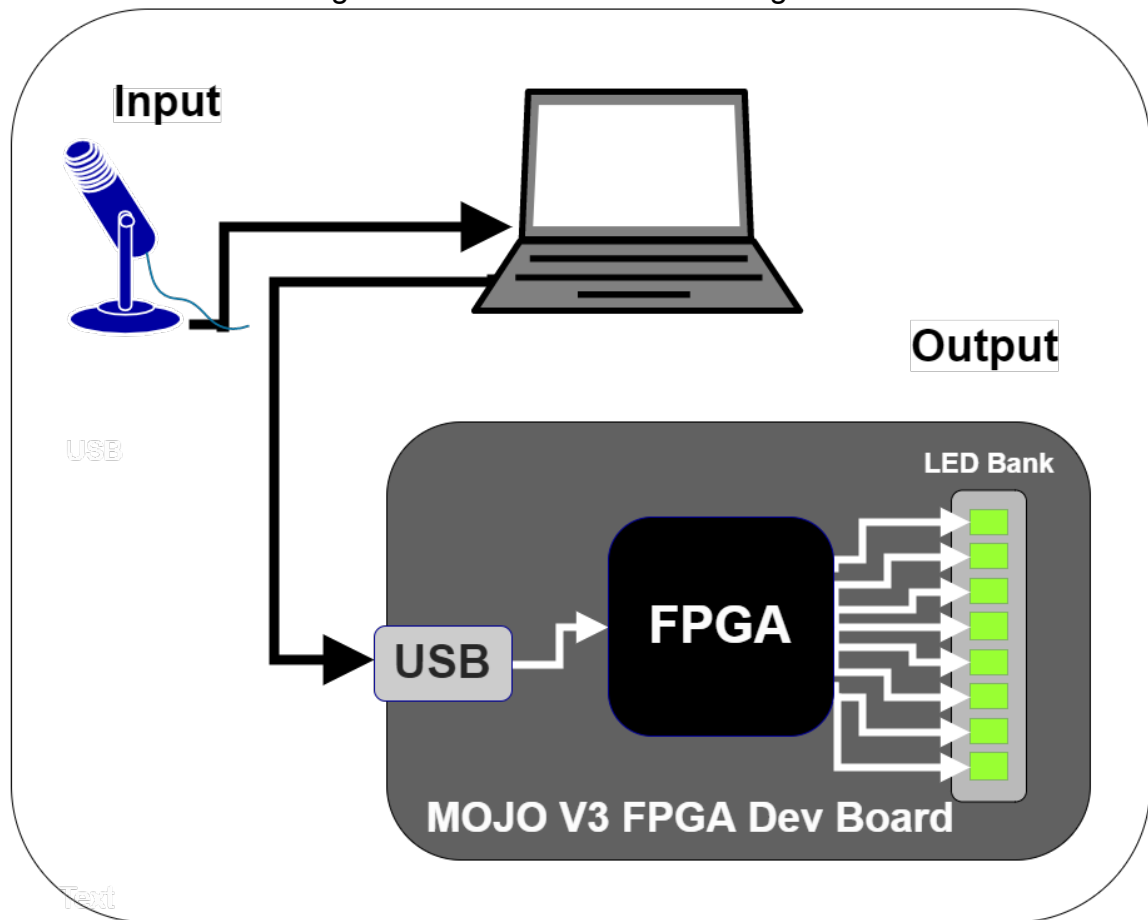 Input
Output
USB
LED Bank
FPGA
USB
MOJO V3 FPGA Dev Board
Text